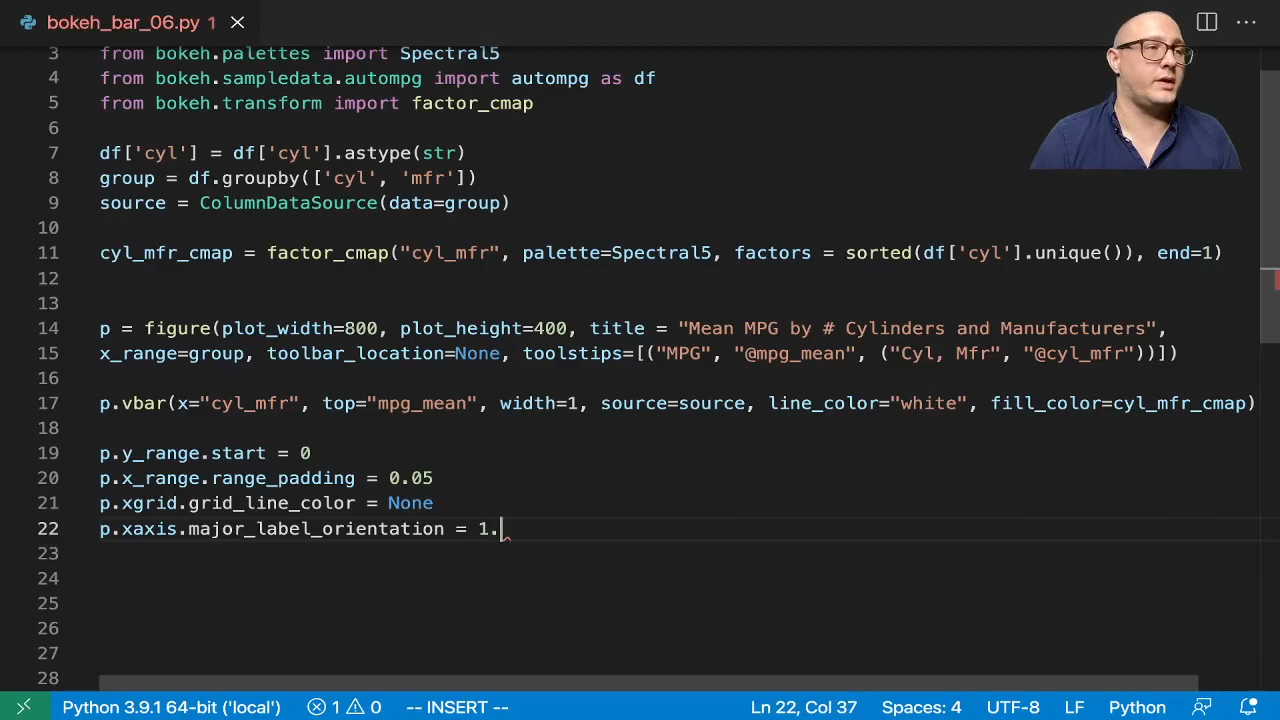 bokeh_bar_06.py 1
3 from bokeh.palettes import Spectral5
4 from bokeh.sampledata.autompg import autompg as df
5 from bokeh.transform import factor_cmap
6
7 df['cyl'] = df['cyl'].astype(str)
8 group = df.groupby(['cyl', 'mfr'])
9 source = ColumnDataSource(data=group)
10
11 cyl_mfr_cmap = factor_cmap("cyl_mfr", palette=Spectral5, factors = sorted(df['cyl'].unique()), end=1)
12
13
14 p = figure(plot_width=800, plot_height=400, title = "Mean MPG by # Cylinders and Manufacturers",
15 x_range=group, toolbar_location=None, toolstips=[("MPG", "@mpg_mean", ("Cyl, Mfr", "@cyl_mfr"))])
16
17 p.vbar(x="cyl_mfr", top="mpg_mean", width=1, source=source, line_color="white", fill_color=cyl_mfr_cmap)
18
19 p.y_range.start = 0
20 p.x_range.range_padding = 0.05
21 p.xgrid.grid_line_color = None
22 p.xaxis.major_label_orientation = 1.
23
24
25
26
27
28
Python 3.9.1 64-bit ('local') 1 0 -- INSERT -- Ln 22, Col 37 Spaces: 4 UTF-8 LF Python